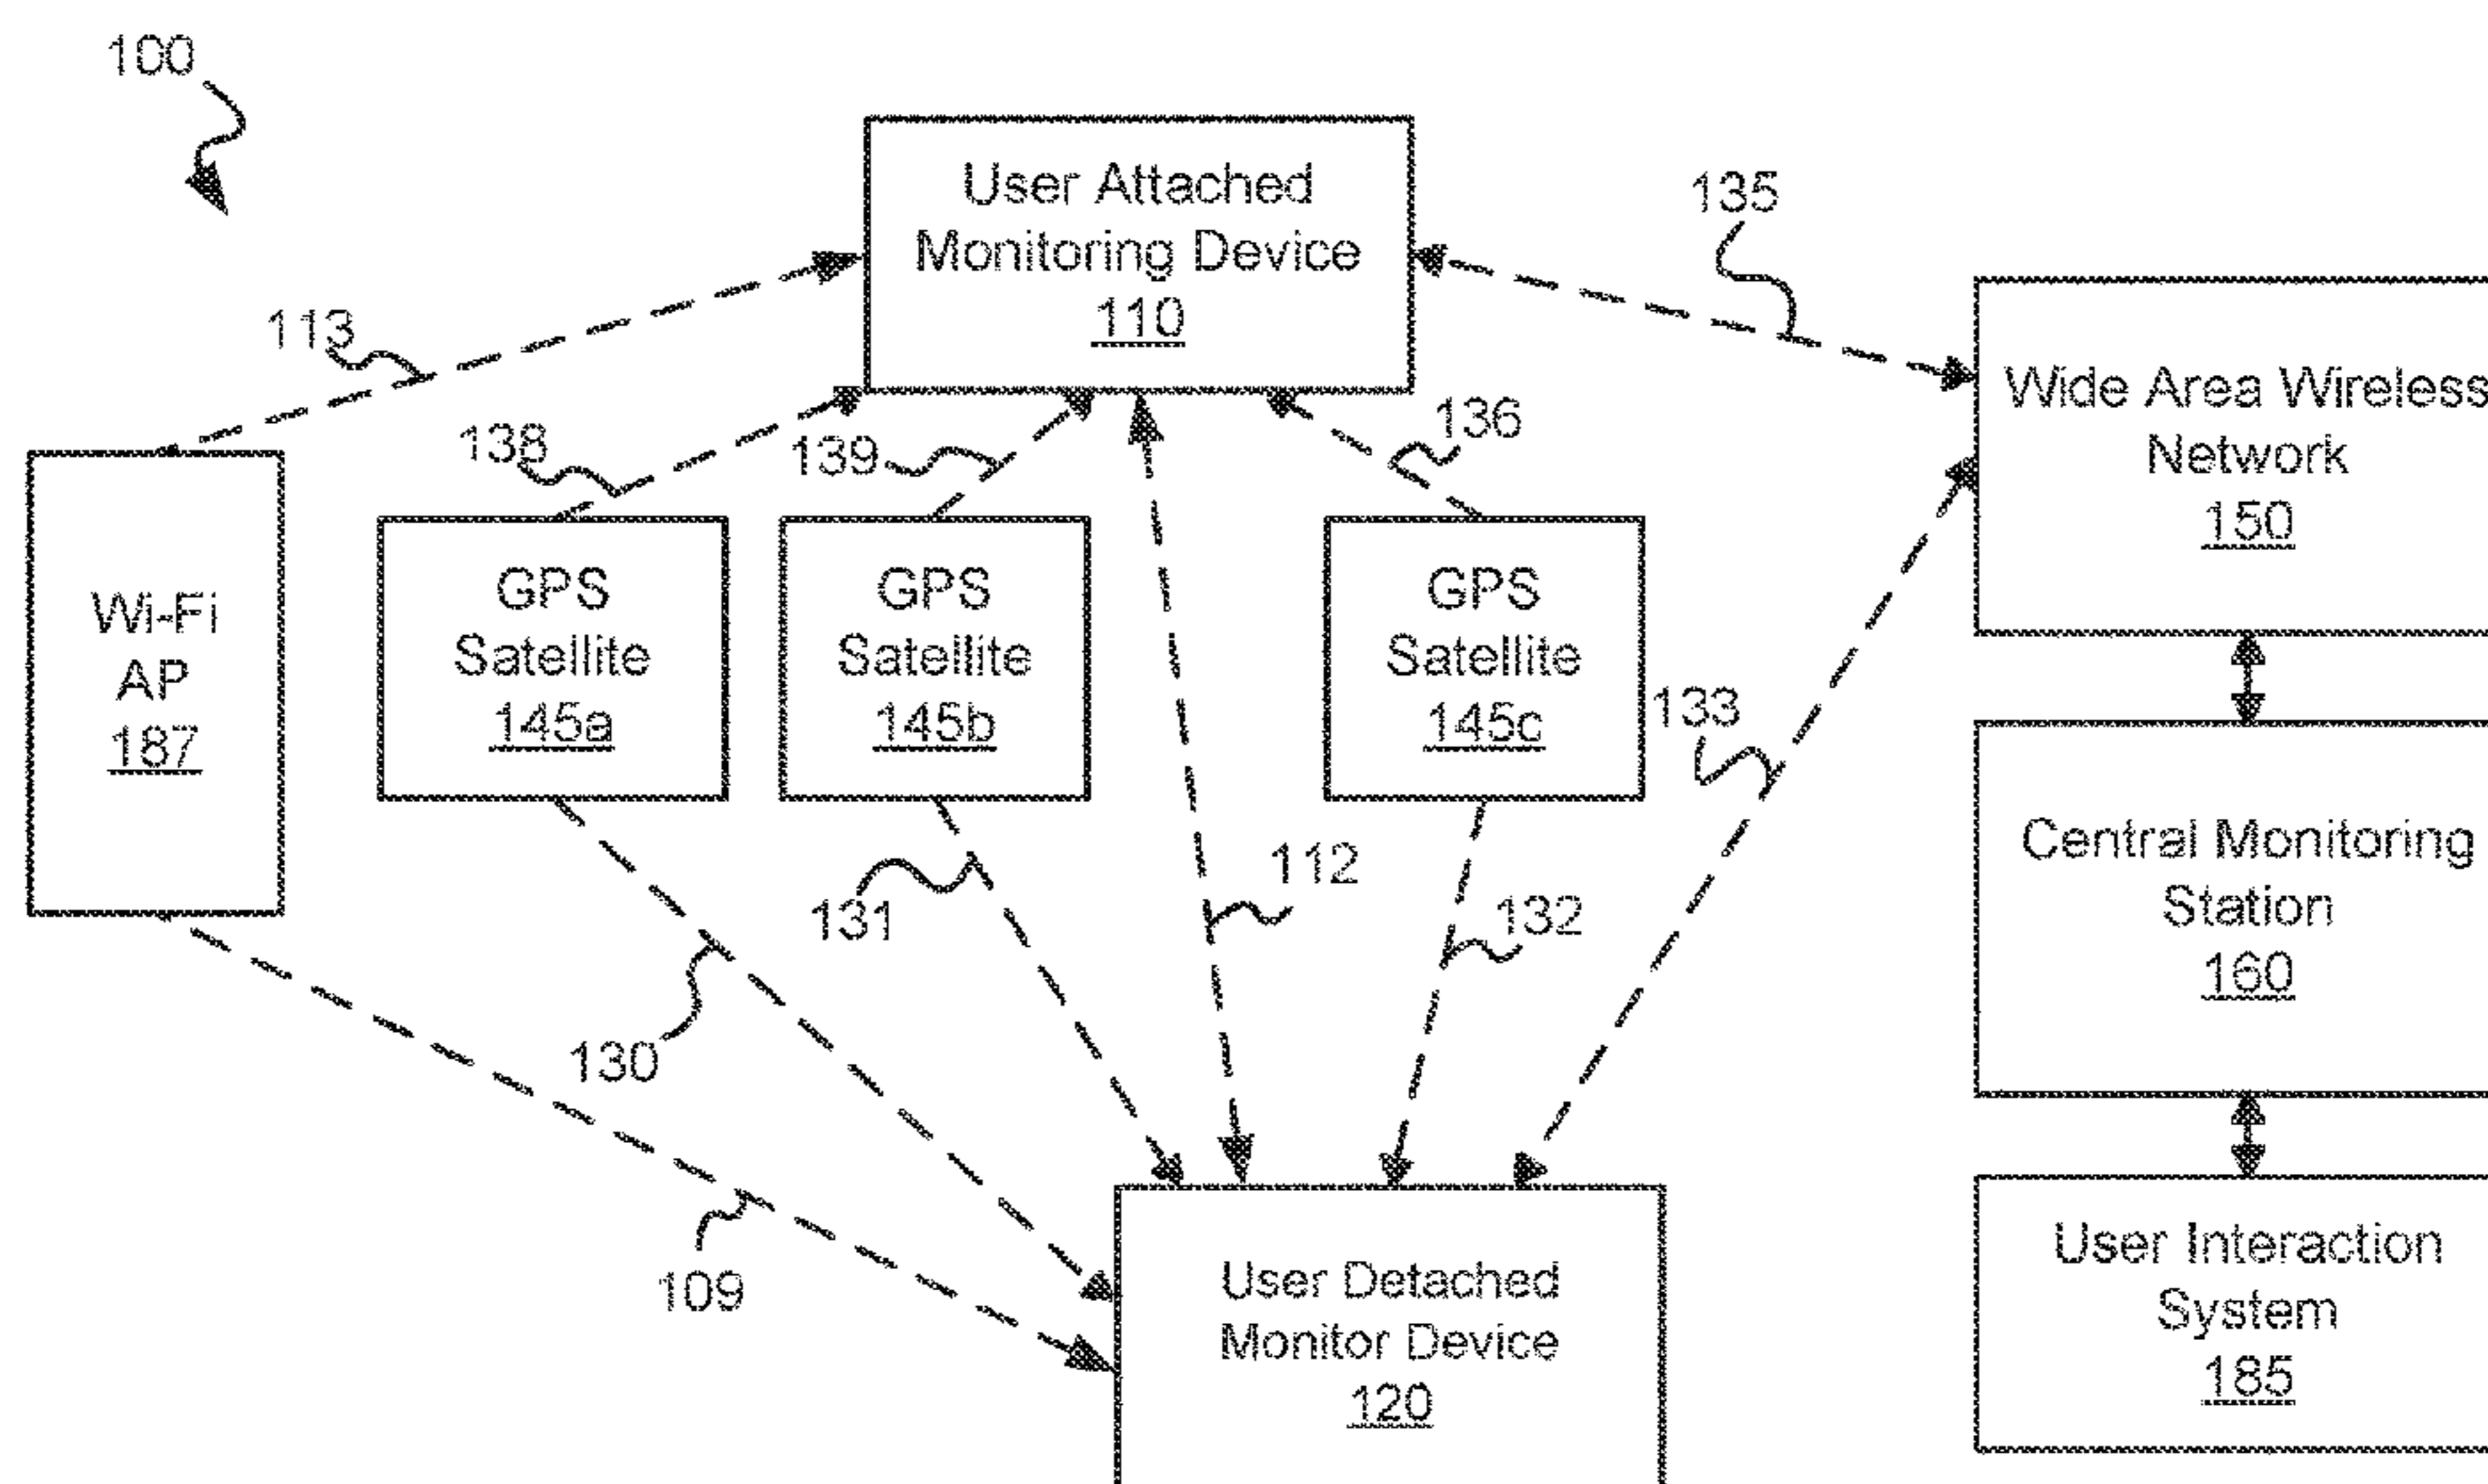 100
User Attached
Monitoring Device
110
135
113
138
139
136
Wide Area Wireless
Network
150
Wi-Fi
AP
187
GPS
Satellite
145a
GPS
Satellite
145b
GPS
Satellite
145c
133
112
131
132
130
109
Central Monitoring
Station
160
User Detached
Monitor Device
120
User Interaction
System
185